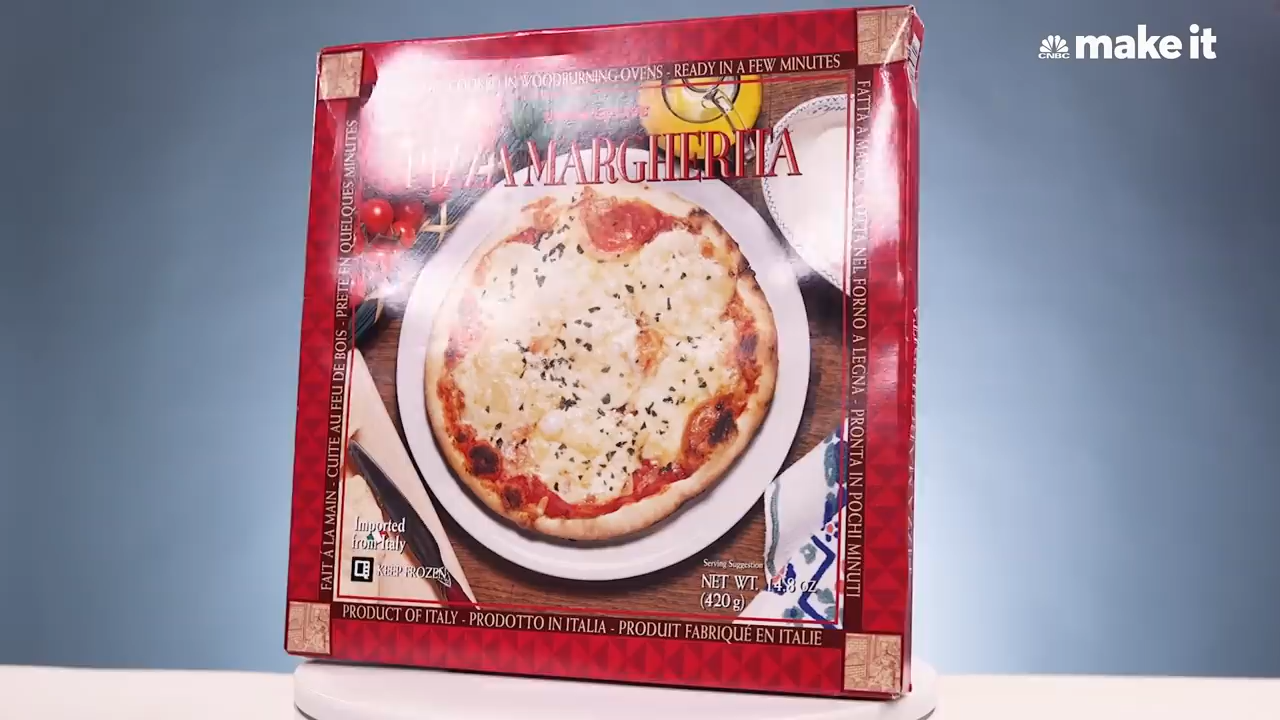 CNBC make it
COOKED IN WOODBURNING OVENS - READY IN A FEW MINUTES
PIZZA MARGHERITA
FAIT À LA MAIN - CUITE AU FEU DE BOIS - PRÊTE EN QUELQUES MINUTES
FATTA A MANO - COTTA NEL FORNO A LEGNA - PRONTA IN POCHI MINUTI
Imported
from Italy
KEEP FROZEN
Serving Suggestion
NET WT. 14.8 OZ
(420 g)
PRODUCT OF ITALY - PRODOTTO IN ITALIA - PRODUIT FABRIQUÉ EN ITALIE